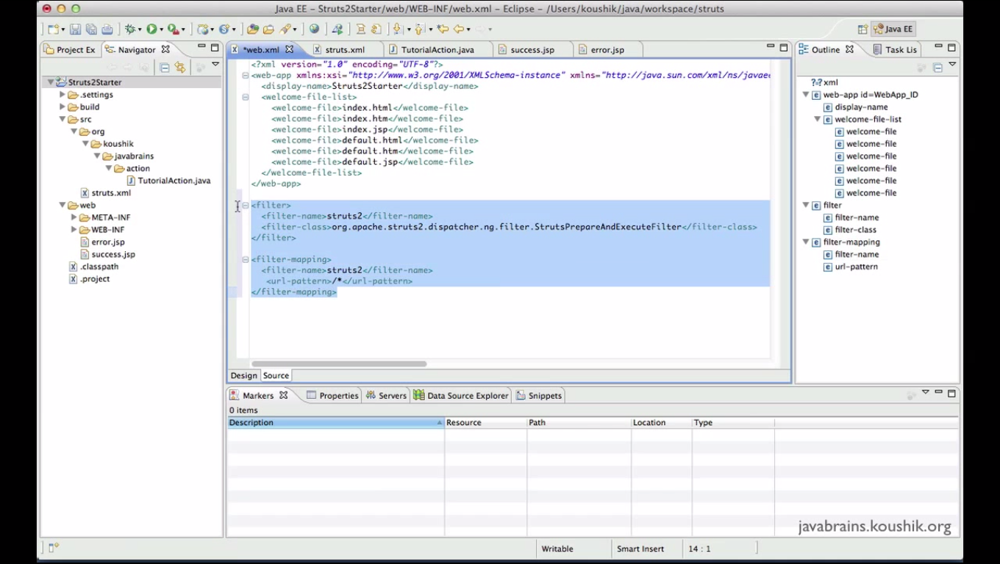 Java EE – Struts2Starter/web/WEB-INF/web.xml – Eclipse – /Users/koushik/java/workspace/struts
Java EE
Project Ex
Navigator
Struts2Starter
.settings
build
src
org
koushik
javabrains
action
TutorialAction.java
struts.xml
web
META-INF
WEB-INF
error.jsp
success.jsp
.classpath
.project
*web.xml
struts.xml
TutorialAction.java
success.jsp
error.jsp
<?xml version="1.0" encoding="UTF-8"?>
<web-app xmlns:xsi="http://www.w3.org/2001/XMLSchema-instance" xmlns="http://java.sun.com/xml/ns/javaee
<display-name>Struts2Starter</display-name>
<welcome-file-list>
<welcome-file>index.html</welcome-file>
<welcome-file>index.htm</welcome-file>
<welcome-file>index.jsp</welcome-file>
<welcome-file>default.html</welcome-file>
<welcome-file>default.htm</welcome-file>
<welcome-file>default.jsp</welcome-file>
</welcome-file-list>
</web-app>
<filter>
<filter-name>struts2</filter-name>
<filter-class>org.apache.struts2.dispatcher.ng.filter.StrutsPrepareAndExecuteFilter</filter-class>
</filter>
<filter-mapping>
<filter-name>struts2</filter-name>
<url-pattern>/*</url-pattern>
</filter-mapping>
Design
Source
Outline
Task Lis
?=? xml
web-app id=WebApp_ID
display-name
welcome-file-list
welcome-file
welcome-file
welcome-file
welcome-file
welcome-file
welcome-file
filter
filter-name
filter-class
filter-mapping
filter-name
url-pattern
Markers
Properties
Servers
Data Source Explorer
Snippets
0 items
Description
Resource
Path
Location
Type
javabrains.koushik.org
Writable
Smart Insert
14 : 1